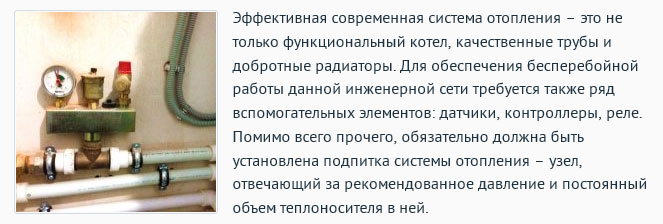 Эффективная современная система отопления – это не
только функциональный котел, качественные трубы и
добротные радиаторы. Для обеспечения бесперебойной
работы данной инженерной сети требуется также ряд
вспомогательных элементов: датчики, контроллеры, реле.
Помимо всего прочего, обязательно должна быть
установлена подпитка системы отопления – узел,
отвечающий за рекомендованное давление и постоянный
объем теплоносителя в ней.